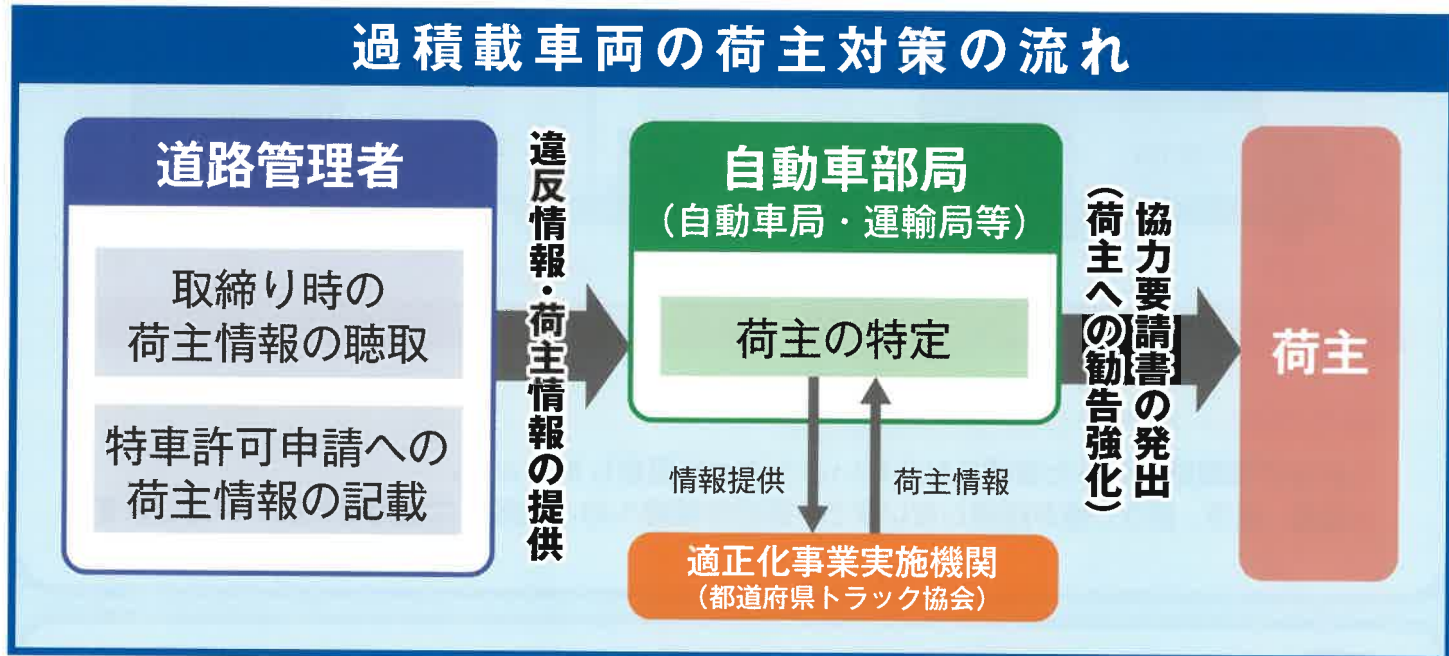 過積載車両の荷主対策の流れ
道路管理者
取締り時の
荷主情報の聴取
特車許可申請への
荷主情報の記載
違反情報・荷主情報の提供
自動車部局
（自動車局・運輸局等）
荷主の特定
情報提供
荷主情報
適正化事業実施機関
（都道府県トラック協会）
協力要請書の発出
（荷主への勧告強化）
荷主